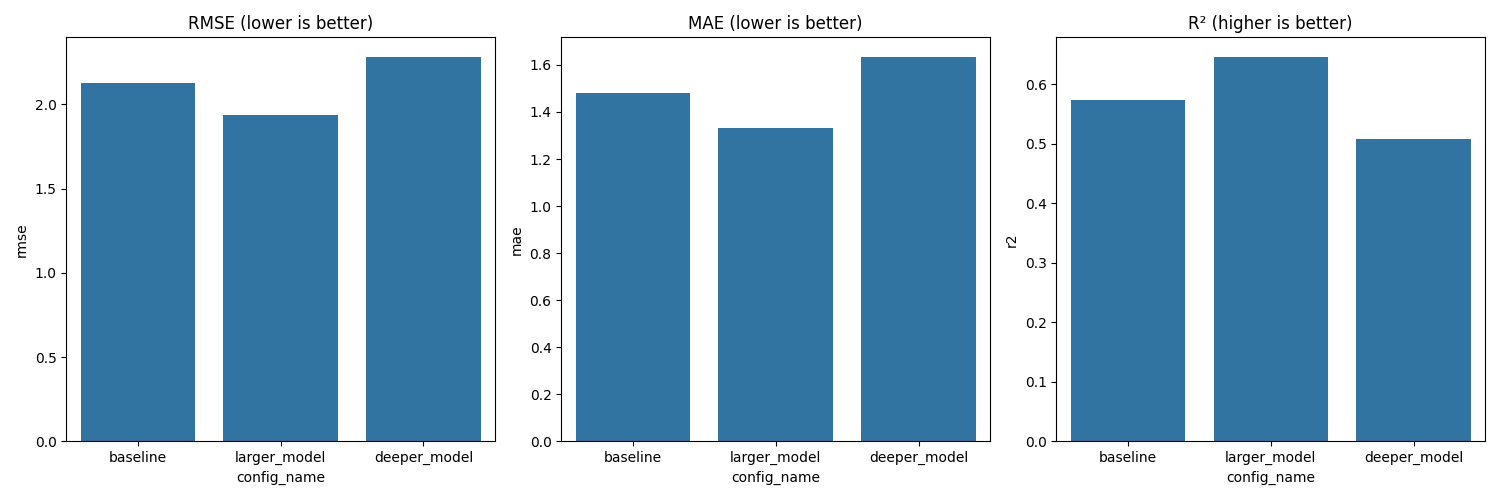 RMSE (lower is better)
rmse
2.0
1.5
1.0
0.5
0.0
baseline larger_model deeper_model
config_name
MAE (lower is better)
mae
1.6
1.4
1.2
1.0
0.8
0.6
0.4
0.2
0.0
baseline larger_model deeper_model
config_name
R² (higher is better)
r2
0.6
0.5
0.4
0.3
0.2
0.1
0.0
baseline larger_model deeper_model
config_name